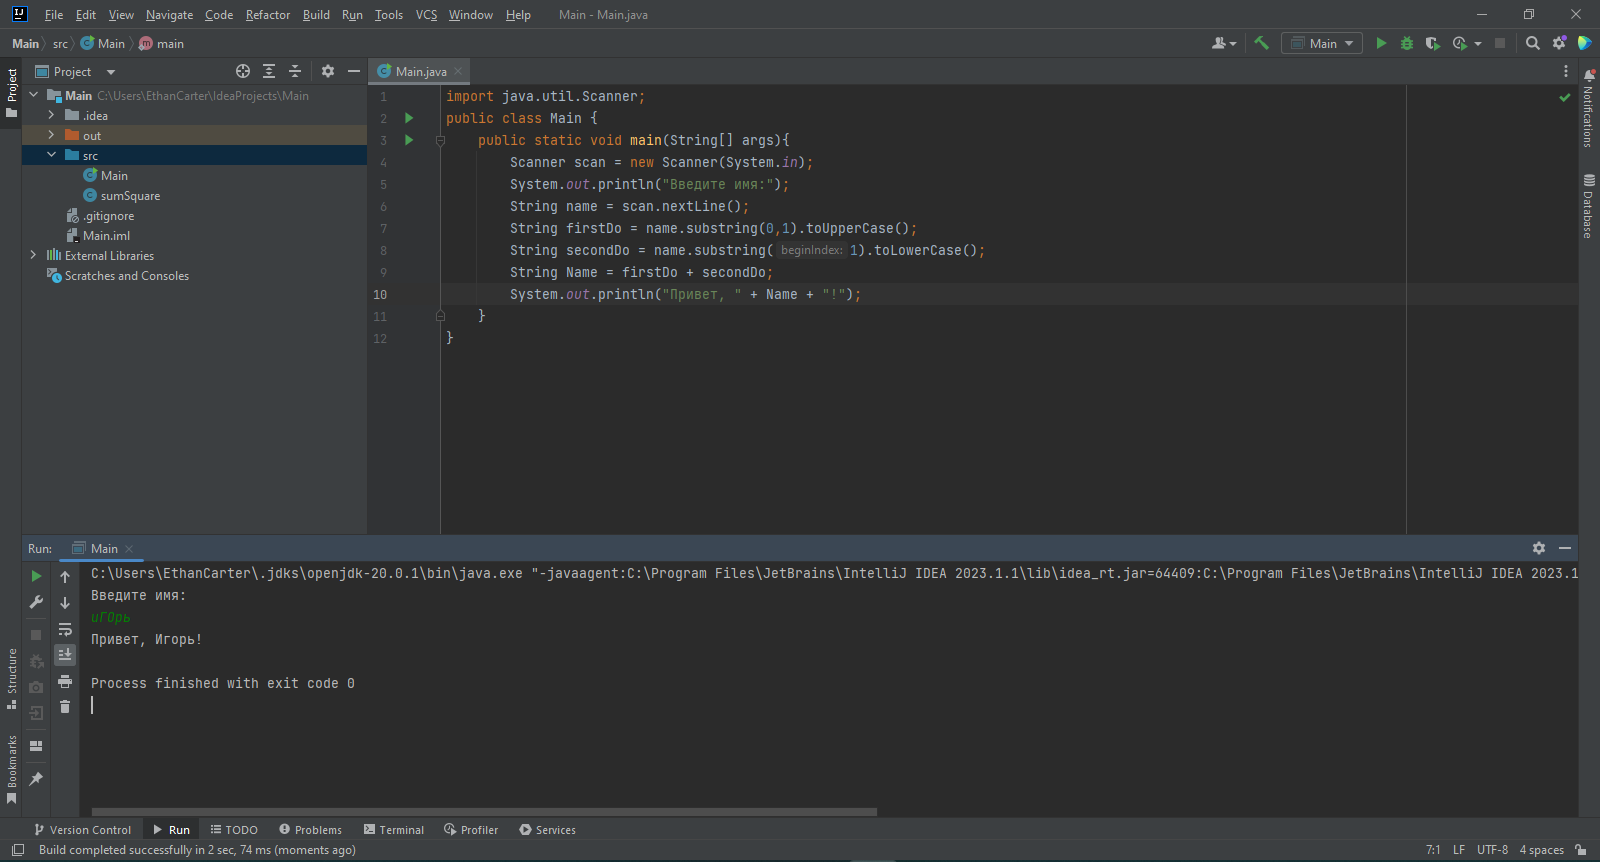 File Edit View Navigate Code Refactor Build Run Tools VCS Window Help Main - Main.java
Main src Main main
Main
Project
Main.java
Main C:\Users\EthanCarter\IdeaProjects\Main
.idea
out
src
Main
sumSquare
.gitignore
Main.iml
External Libraries
Scratches and Consoles
1 import java.util.Scanner;
2 public class Main {
3 public static void main(String[] args){
4 Scanner scan = new Scanner(System.in);
5 System.out.println("Введите имя:");
6 String name = scan.nextLine();
7 String firstDo = name.substring(0,1).toUpperCase();
8 String secondDo = name.substring( beginIndex: 1).toLowerCase();
9 String Name = firstDo + secondDo;
10 System.out.println("Привет, " + Name + "!");
11 }
12 }
Project
Structure
Bookmarks
Notifications
Database
Run: Main
C:\Users\EthanCarter\.jdks\openjdk-20.0.1\bin\java.exe "-javaagent:C:\Program Files\JetBrains\IntelliJ IDEA 2023.1.1\lib\idea_rt.jar=64409:C:\Program Files\JetBrains\IntelliJ IDEA 2023.1
Введите имя:
иГОрь
Привет, Игорь!
Process finished with exit code 0
Version Control Run TODO Problems Terminal Profiler Services
Build completed successfully in 2 sec, 74 ms (moments ago) 7:1 LF UTF-8 4 spaces